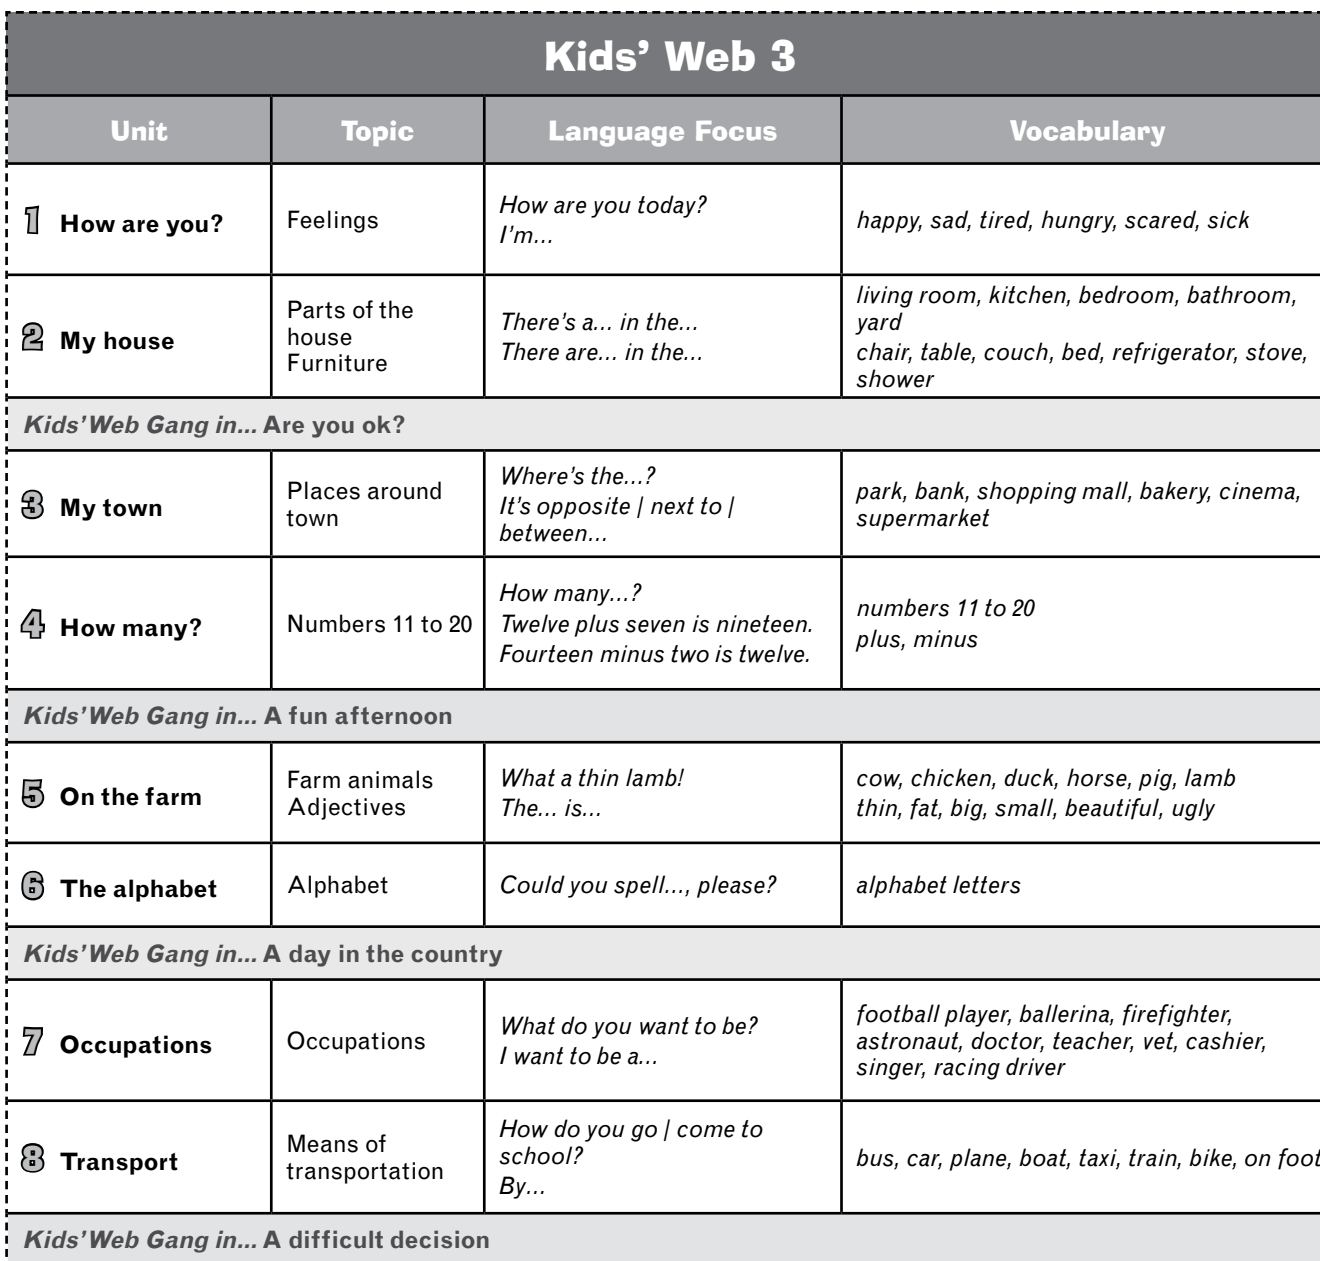 Kids' Web 3
Unit
Topic
Language Focus
Vocabulary
1 How are you?
Feelings
How are you today?
I'm...
happy, sad, tired, hungry, scared, sick
2 My house
Parts of the
house
Furniture
There's a... in the...
There are... in the...
living room, kitchen, bedroom, bathroom,
yard
chair, table, couch, bed, refrigerator, stove,
shower
Kids' Web Gang in... Are you ok?
3 My town
Places around
town
Where's the...?
It's opposite | next to |
between...
park, bank, shopping mall, bakery, cinema,
supermarket
4 How many?
Numbers 11 to 20
How many...?
Twelve plus seven is nineteen.
Fourteen minus two is twelve.
numbers 11 to 20
plus, minus
Kids' Web Gang in... A fun afternoon
5 On the farm
Farm animals
Adjectives
What a thin lamb!
The... is...
cow, chicken, duck, horse, pig, lamb
thin, fat, big, small, beautiful, ugly
6 The alphabet
Alphabet
Could you spell..., please?
alphabet letters
Kids' Web Gang in... A day in the country
7 Occupations
Occupations
What do you want to be?
I want to be a...
football player, ballerina, firefighter,
astronaut, doctor, teacher, vet, cashier,
singer, racing driver
8 Transport
Means of
transportation
How do you go | come to
school?
By...
bus, car, plane, boat, taxi, train, bike, on foot
Kids' Web Gang in... A difficult decision